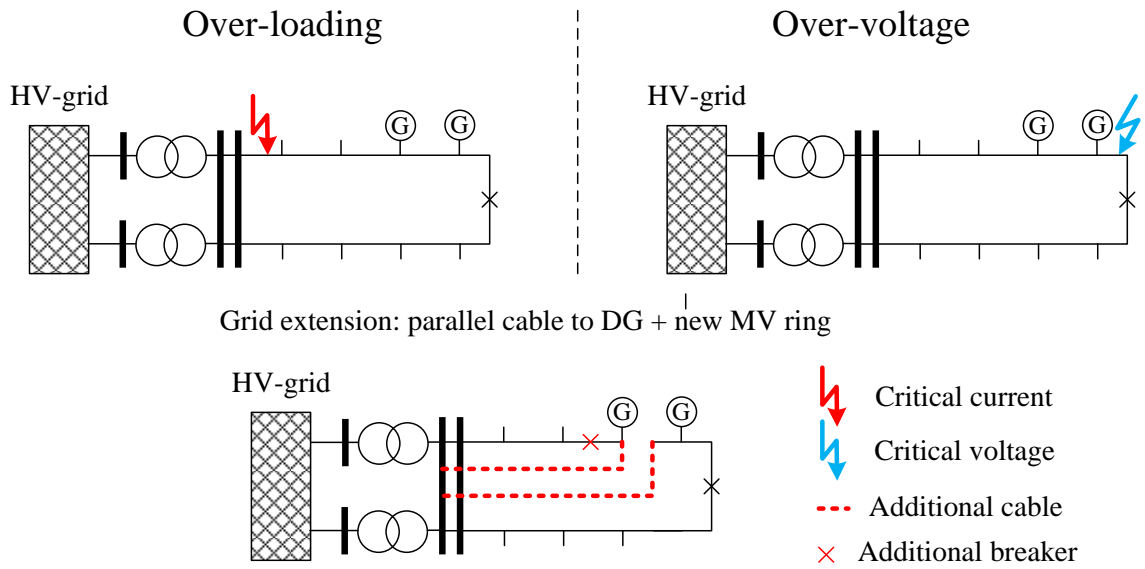 Over-loading
Over-voltage
HV-grid
G
G
HV-grid
G
G
Grid extension: parallel cable to DG + new MV ring
HV-grid
G
G
Critical current
Critical voltage
Additional cable
Additional breaker